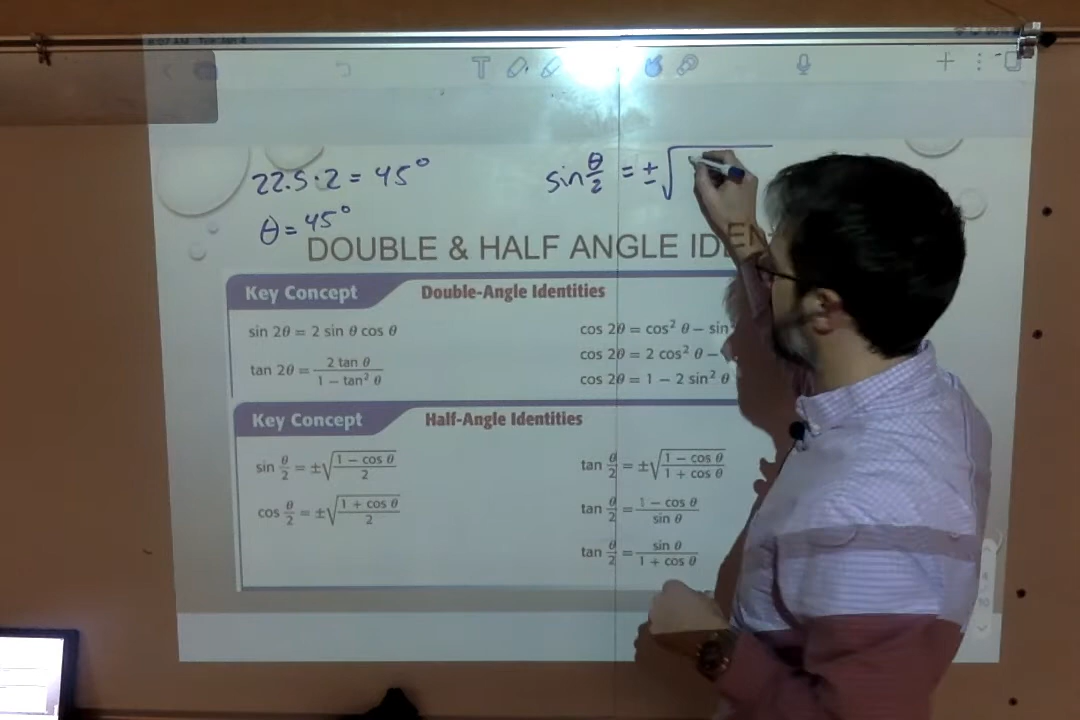 22.5 · 2 = 45°
θ = 45°
sin θ/2 = ±√
DOUBLE & HALF ANGLE IDEN
Key Concept Double-Angle Identities
sin 2θ = 2 sin θ cos θ
tan 2θ = 2 tan θ / 1 − tan² θ
cos 2θ = cos² θ − sin
cos 2θ = 2 cos² θ −
cos 2θ = 1 − 2 sin² θ
Key Concept Half-Angle Identities
sin θ/2 = ±√(1 − cos θ / 2)
cos θ/2 = ±√(1 + cos θ / 2)
tan θ/2 = ±√(1 − cos θ / 1 + cos θ)
tan θ/2 = 1 − cos θ / sin θ
tan θ/2 = sin θ / 1 + cos θ